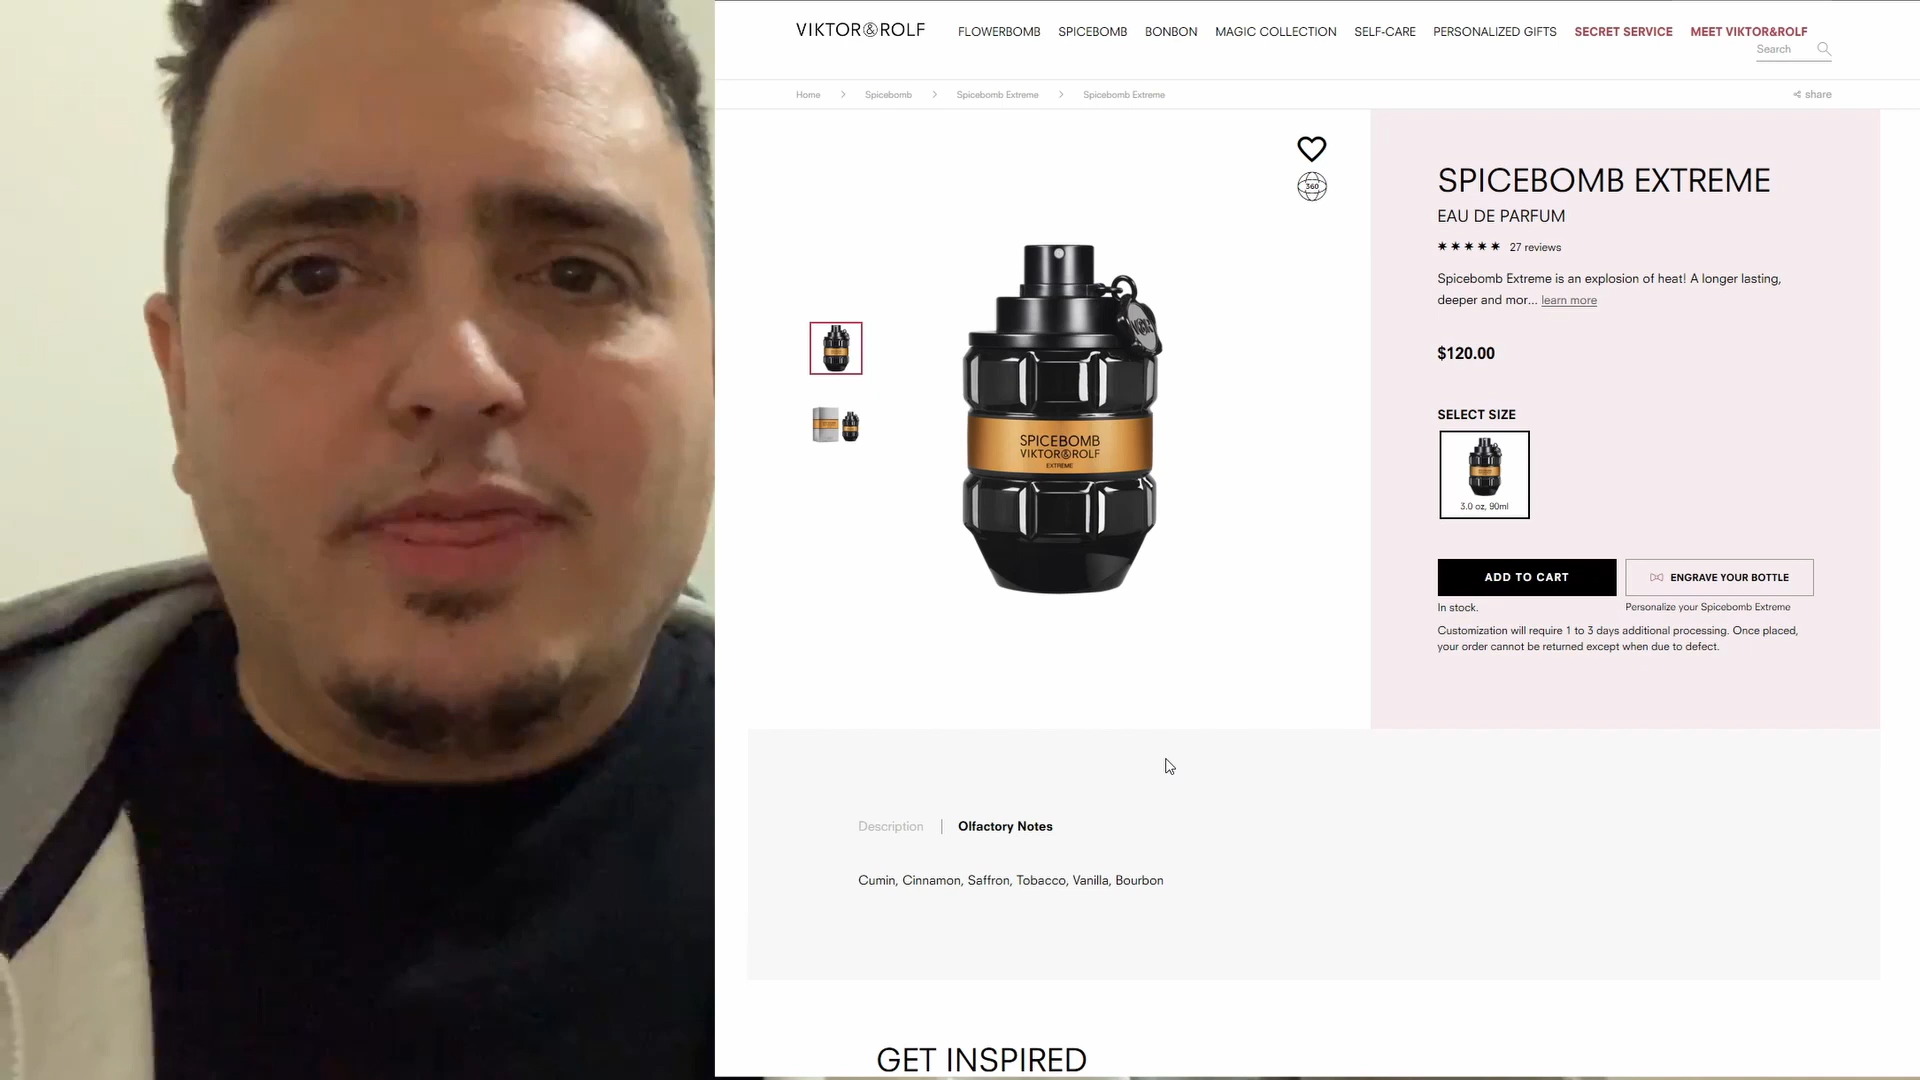 VIKTOR&ROLF
FLOWERBOMB SPICEBOMB BONBON MAGIC COLLECTION SELF-CARE PERSONALIZED GIFTS SECRET SERVICE MEET VIKTOR&ROLF
Search
Home > Spicebomb > Spicebomb Extreme > Spicebomb Extreme
share
360
SPICEBOMB
VIKTOR&ROLF
EXTREME
SPICEBOMB EXTREME
EAU DE PARFUM
27 reviews
Spicebomb Extreme is an explosion of heat! A longer lasting,
deeper and mor... learn more
$120.00
SELECT SIZE
3.0 oz, 90ml
ADD TO CART
ENGRAVE YOUR BOTTLE
In stock.
Personalize your Spicebomb Extreme
Customization will require 1 to 3 days additional processing. Once placed,
your order cannot be returned except when due to defect.
Description | Olfactory Notes
Cumin, Cinnamon, Saffron, Tobacco, Vanilla, Bourbon
GET INSPIRED